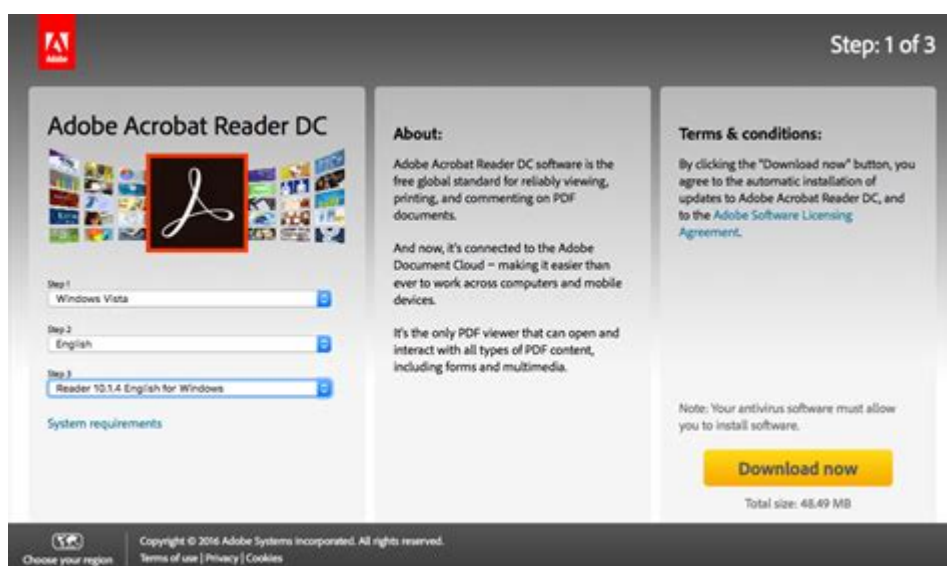 Adobe
Step: 1 of 3
Adobe Acrobat Reader DC
Step 1
Windows Vista
Step 2
English
Step 3
Reader 10.1.4 English for Windows
System requirements
About:
Adobe Acrobat Reader DC software is the
free global standard for reliably viewing,
printing, and commenting on PDF
documents.
And now, it's connected to the Adobe
Document Cloud – making it easier than
ever to work across computers and mobile
devices.
It's the only PDF viewer that can open and
interact with all types of PDF content,
including forms and multimedia.
Terms & conditions:
By clicking the "Download now" button, you
agree to the automatic installation of
updates to Adobe Acrobat Reader DC, and
to the Adobe Software Licensing
Agreement.
Note: Your antivirus software must allow
you to install software.
Download now
Total size: 48.49 MB
Choose your region
Copyright © 2016 Adobe Systems Incorporated. All rights reserved.
Terms of use | Privacy | Cookies